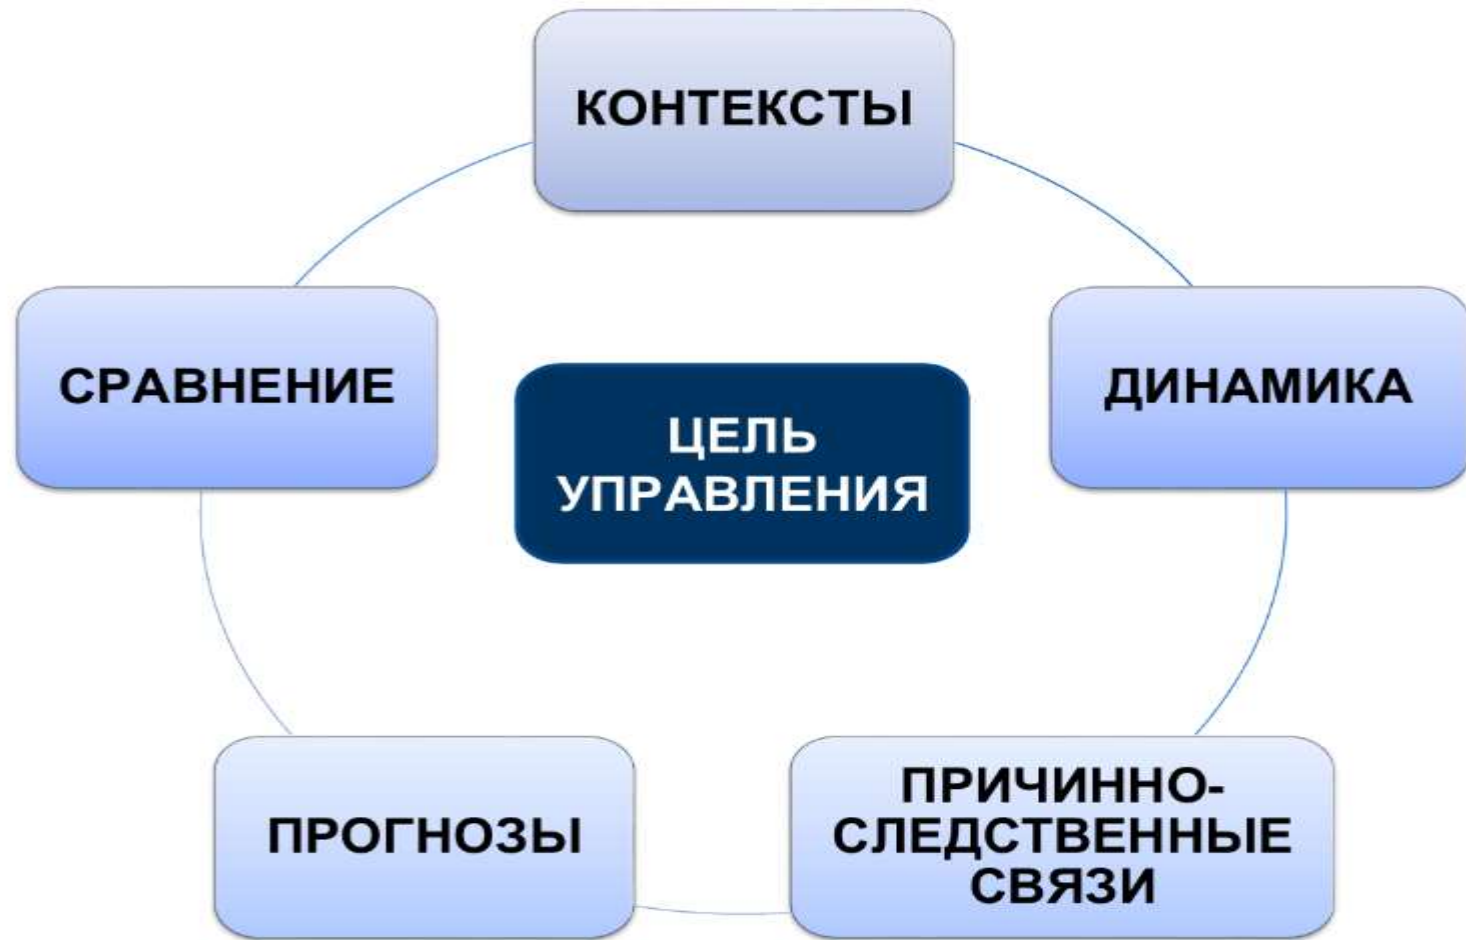 КОНТЕКСТЫ
СРАВНЕНИЕ
ДИНАМИКА
ЦЕЛЬ
УПРАВЛЕНИЯ
ПРОГНОЗЫ
ПРИЧИННО-
СЛЕДСТВЕННЫЕ
СВЯЗИ